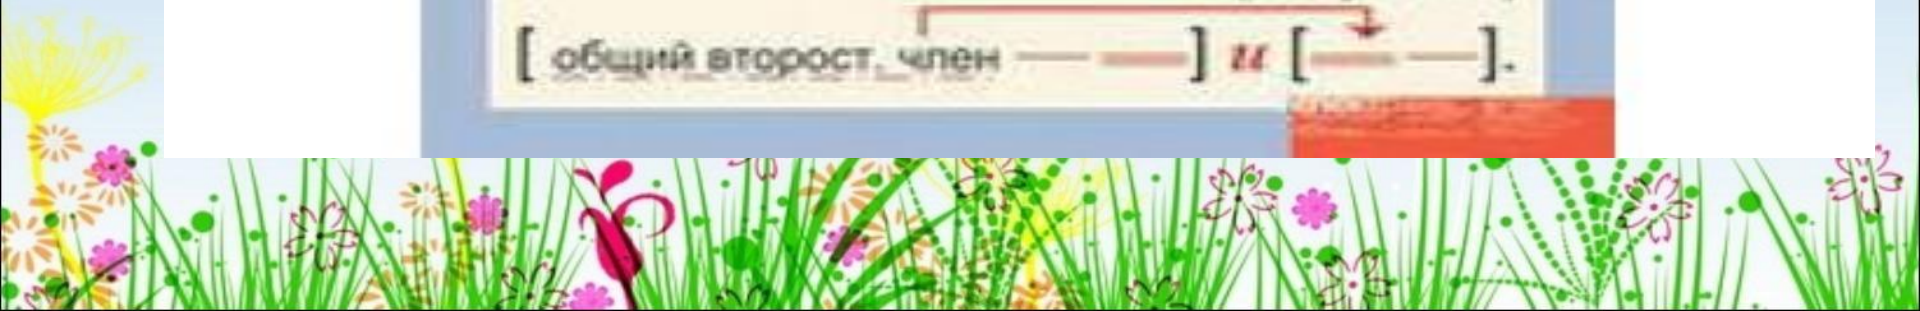 [ общий второст. член — — ] и [ — — ].